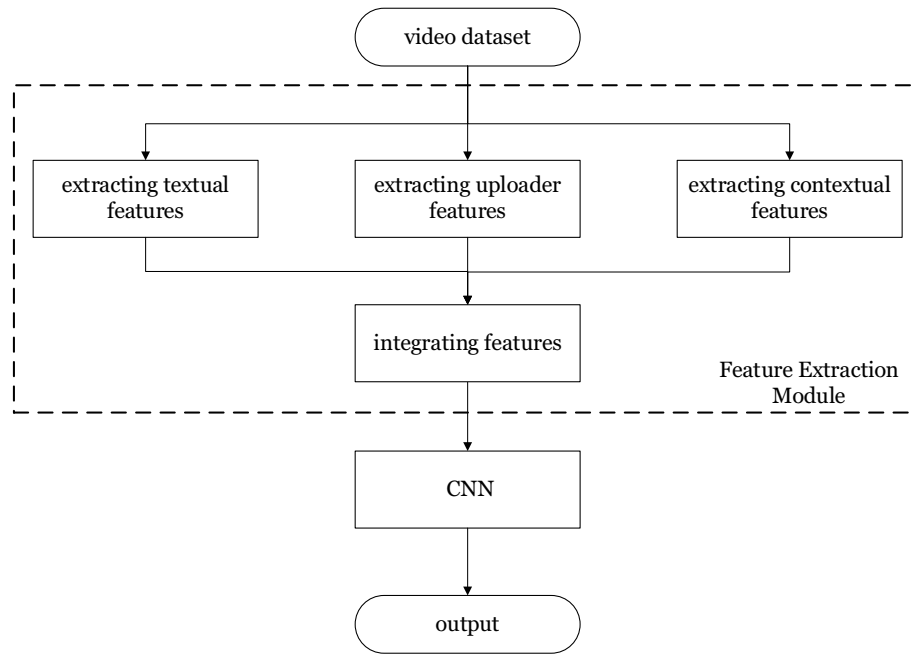 video dataset
extracting textual
features
extracting uploader
features
extracting contextual
features
integrating features
Feature Extraction
Module
CNN
output